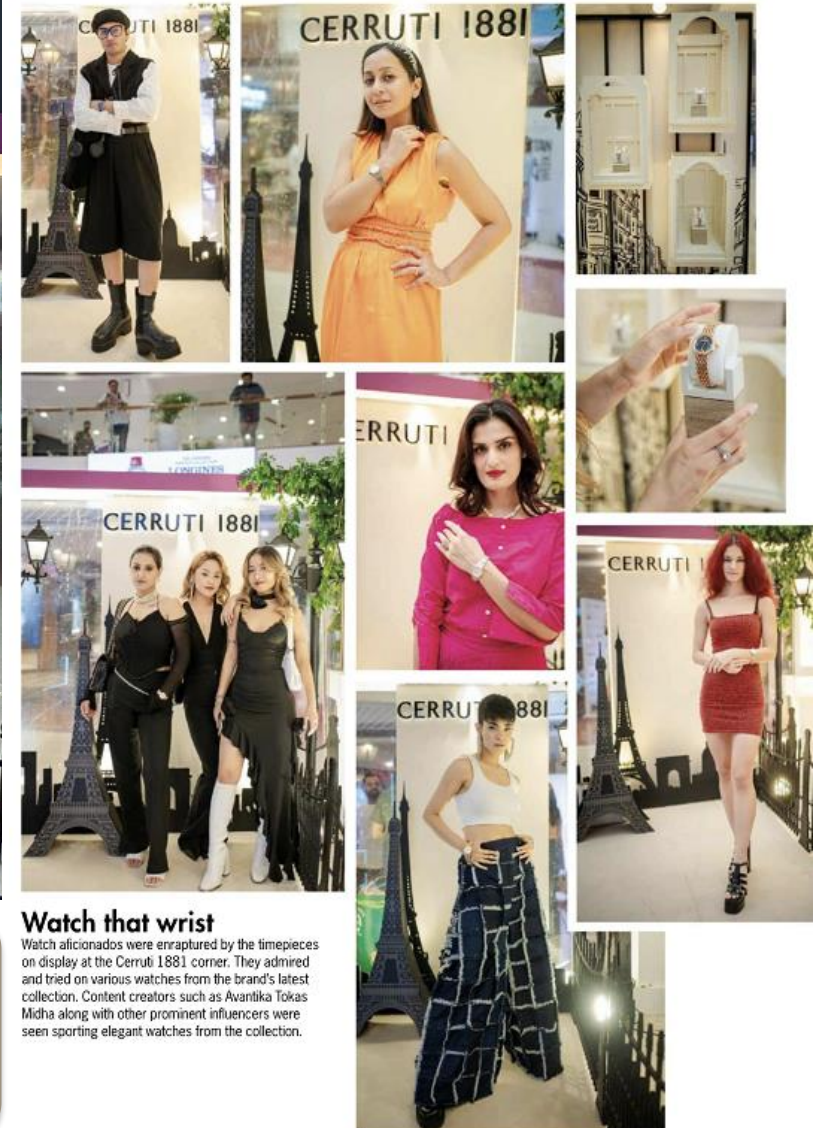 CERRUTI 1881
CERRUTI 1881
LONGINES
CERRUTI 1881
ERRUTI
CERRUTI 1
CERRUT 881
Watch that wrist
Watch aficionados were enraptured by the timepieces
on display at the Cerruti 1881 corner. They admired
and tried on various watches from the brand's latest
collection. Content creators such as Avantika Tokas
Midha along with other prominent influencers were
seen sporting elegant watches from the collection.